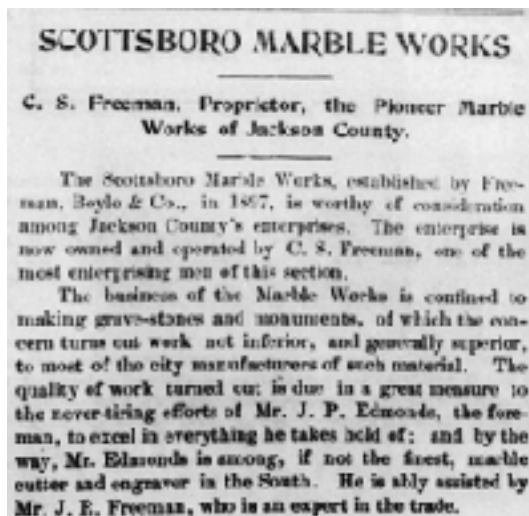 SCOTTSBORO MARBLE WORKS
C. S. Freeman, Proprietor, the Pioneer Marble
Works of Jackson County.
The Scottsboro Marble Works, established by Free-
man, Boyle & Co., in 1897, is worthy of consideration
among Jackson County's enterprises. The enterprise is
now owned and operated by C. S. Freeman, one of the
most enterprising men of this section.
The business of the Marble Works is confined to
making grave-stones and monuments, of which the con-
cern turns out work not inferior, and generally superior,
to most of the city manufacturers of such material. The
quality of work turned out is due in a great measure to
the never-tiring efforts of Mr. J. P. Edmonds, the fore-
man, to excel in everything he takes hold of; and by the
way, Mr. Edmonds is among, if not the finest, marble
cutter and engraver in the South. He is ably assisted by
Mr. J. E. Freeman, who is an expert in the trade.